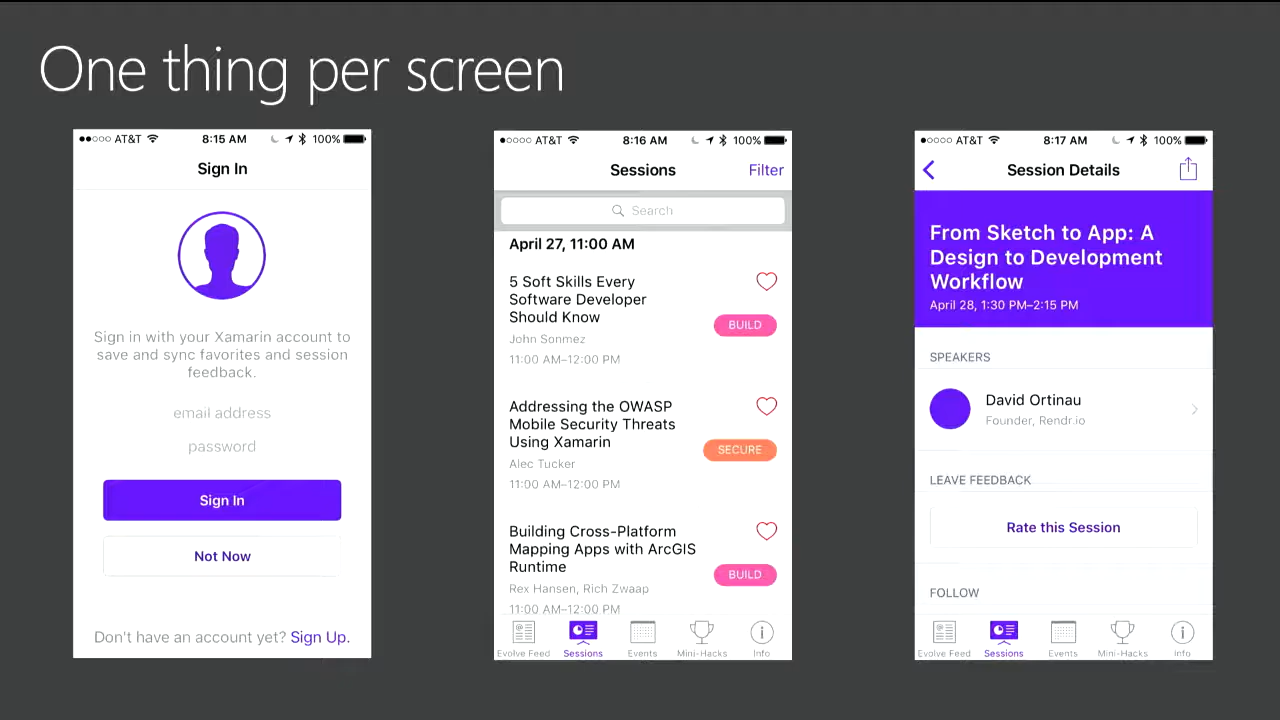 One thing per screen
AT&T 8:15 AM 100%
Sign In
Sign in with your Xamarin account to
save and sync favorites and session
feedback.
email address
password
Sign In
Not Now
Don't have an account yet? Sign Up.
AT&T 8:16 AM 100%
Sessions Filter
Search
April 27, 11:00 AM
5 Soft Skills Every
Software Developer
Should Know
BUILD
John Sonmez
11:00 AM–12:00 PM
Addressing the OWASP
Mobile Security Threats
Using Xamarin
SECURE
Alec Tucker
11:00 AM–12:00 PM
Building Cross-Platform
Mapping Apps with ArcGIS
Runtime
BUILD
Rex Hansen, Rich Zwaap
11:00 AM–12:00 PM
Evolve Feed Sessions Events Mini-Hacks Info
AT&T 8:17 AM 100%
Session Details
From Sketch to App: A
Design to Development
Workflow
April 28, 1:30 PM–2:15 PM
SPEAKERS
David Ortinau
Founder, Rendr.io
LEAVE FEEDBACK
Rate this Session
FOLLOW
Evolve Feed Sessions Events Mini-Hacks Info